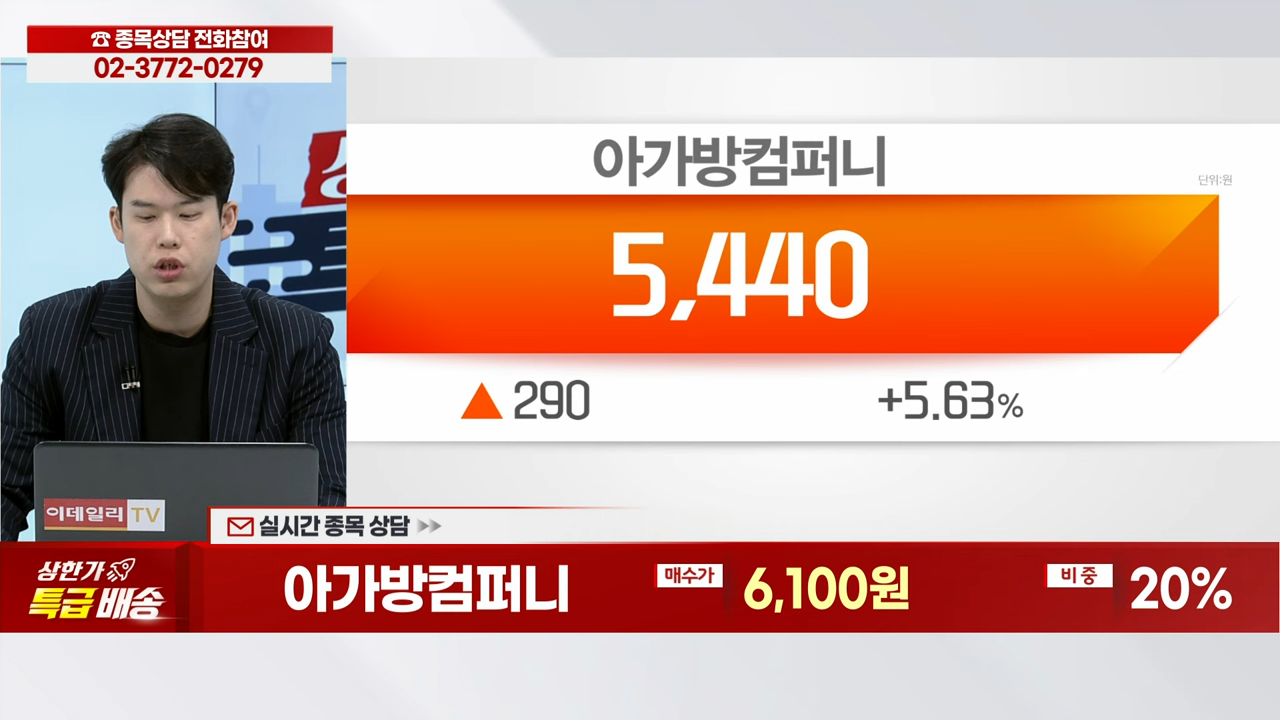 ☎ 종목상담 전화참여
02-3772-0279
아가방컴퍼니
단위:원
5,440
▲ 290
+5.63%
이데일리 TV
실시간 종목 상담
상한가
특급 배송
아가방컴퍼니
매수가
6,100원
비중
20%